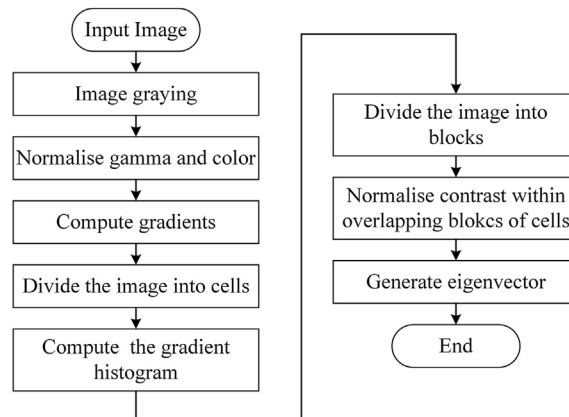 Input Image
Image graying
Normalise gamma and color
Compute gradients
Divide the image into cells
Compute the gradient
histogram
Divide the image into
blocks
Normalise contrast within
overlapping blokcs of cells
Generate eigenvector
End